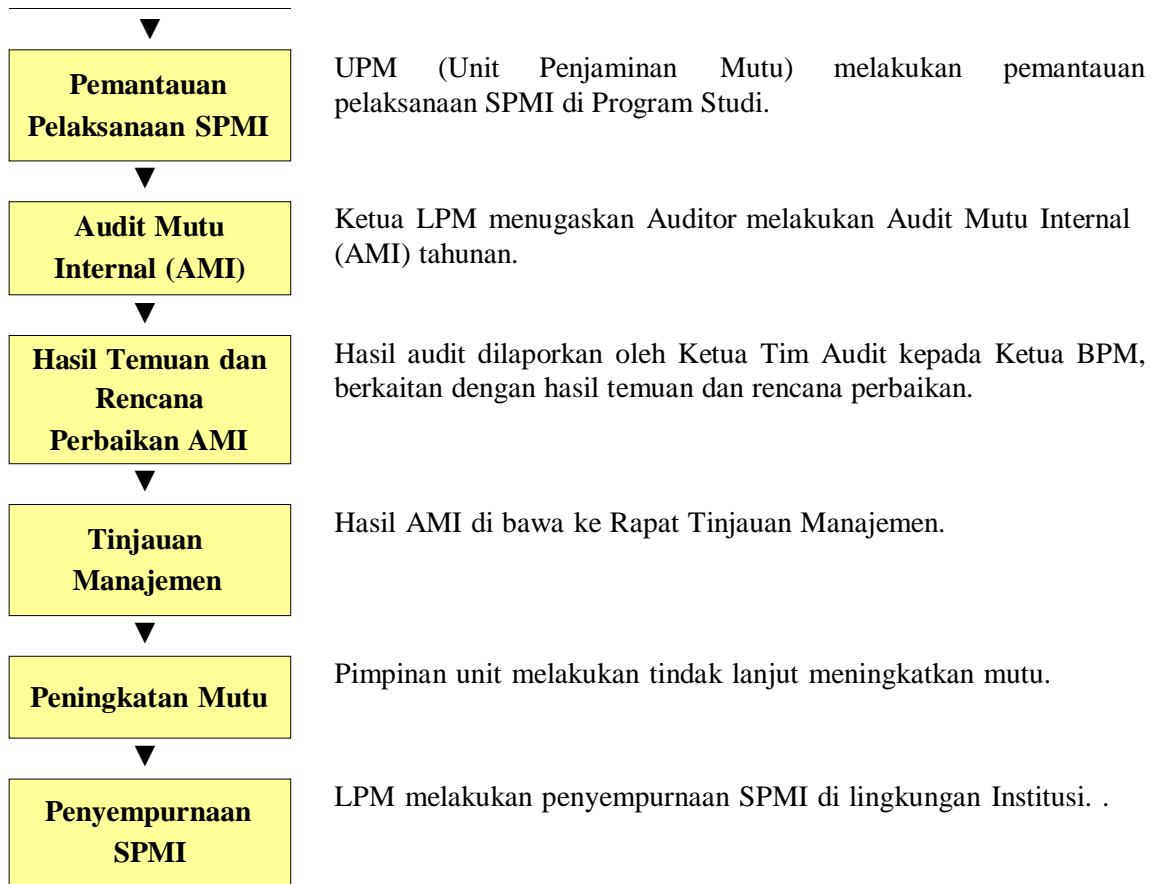 Pemantauan
Pelaksanaan SPMI
UPM (Unit Penjaminan Mutu) melakukan pemantauan
pelaksanaan SPMI di Program Studi.
Audit Mutu
Internal (AMI)
Ketua LPM menugaskan Auditor melakukan Audit Mutu Internal
(AMI) tahunan.
Hasil Temuan dan
Rencana
Perbaikan AMI
Hasil audit dilaporkan oleh Ketua Tim Audit kepada Ketua BPM,
berkaitan dengan hasil temuan dan rencana perbaikan.
Tinjauan
Manajemen
Hasil AMI di bawa ke Rapat Tinjauan Manajemen.
Peningkatan Mutu
Pimpinan unit melakukan tindak lanjut meningkatkan mutu.
Penyempurnaan
SPMI
LPM melakukan penyempurnaan SPMI di lingkungan Institusi. .